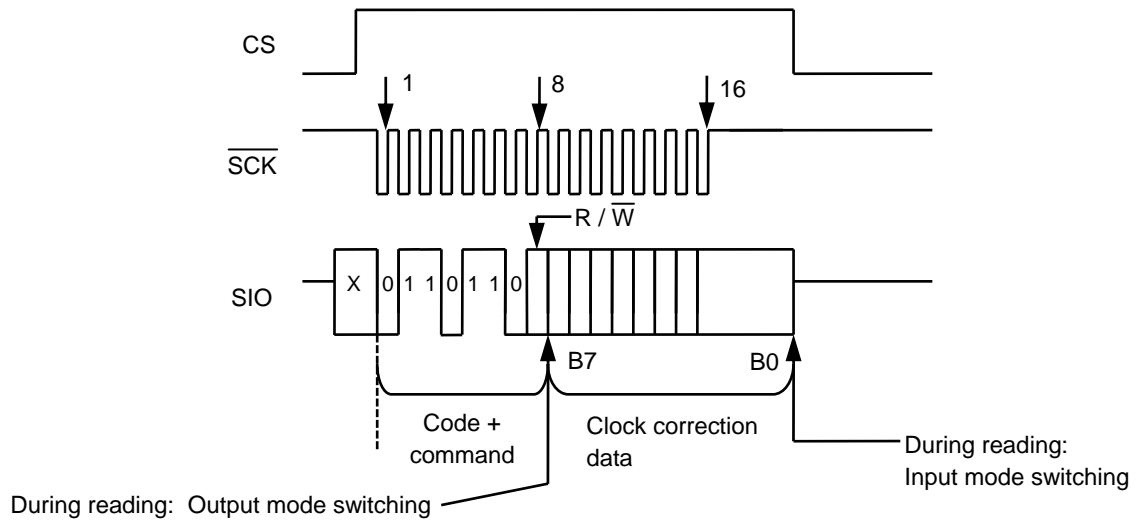 CS
1
8
16
SCK
R / W
X 0 1 1 0 1 1 0
SIO
B7
B0
Code +
command
Clock correction
data
During reading:
Input mode switching
During reading: Output mode switching